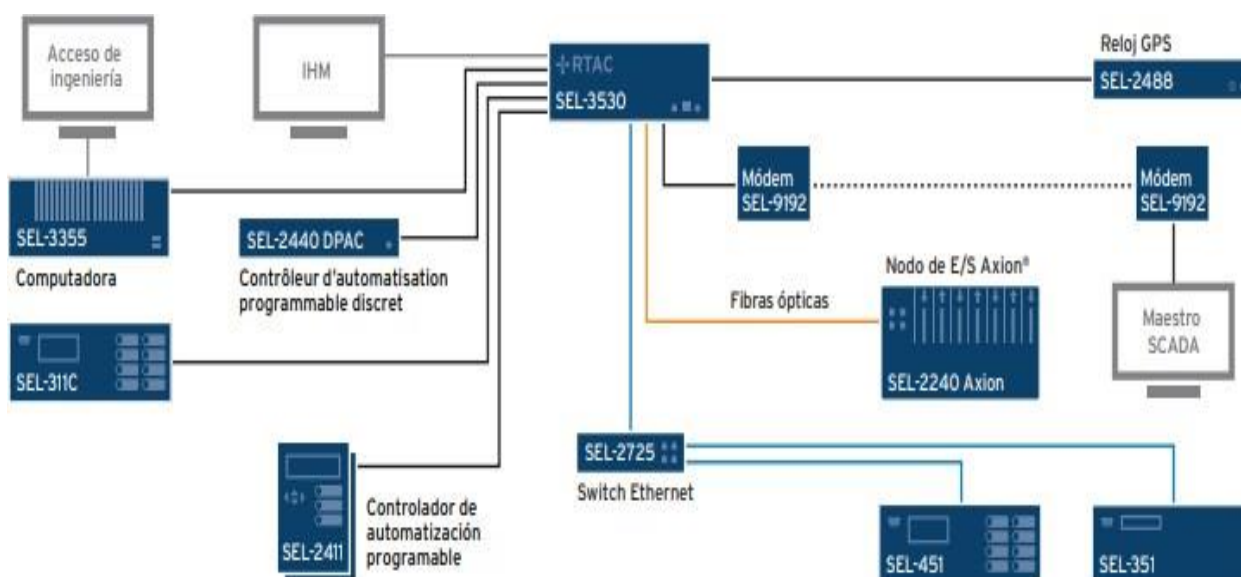 Acceso de
ingeniería
IHM
RTAC
SEL-3530
Reloj GPS
SEL-2488
SEL-3355
Computadora
SEL-2440 DPAC
Contrôleur d'automatisation
programmable discret
Módem
SEL-9192
Módem
SEL-9192
Nodo de E/S Axion®
Fibras ópticas
SEL-2240 Axion
Maestro
SCADA
SEL-311C
SEL-2725
Switch Ethernet
SEL-2411
Controlador de
automatización
programable
SEL-451
SEL-351